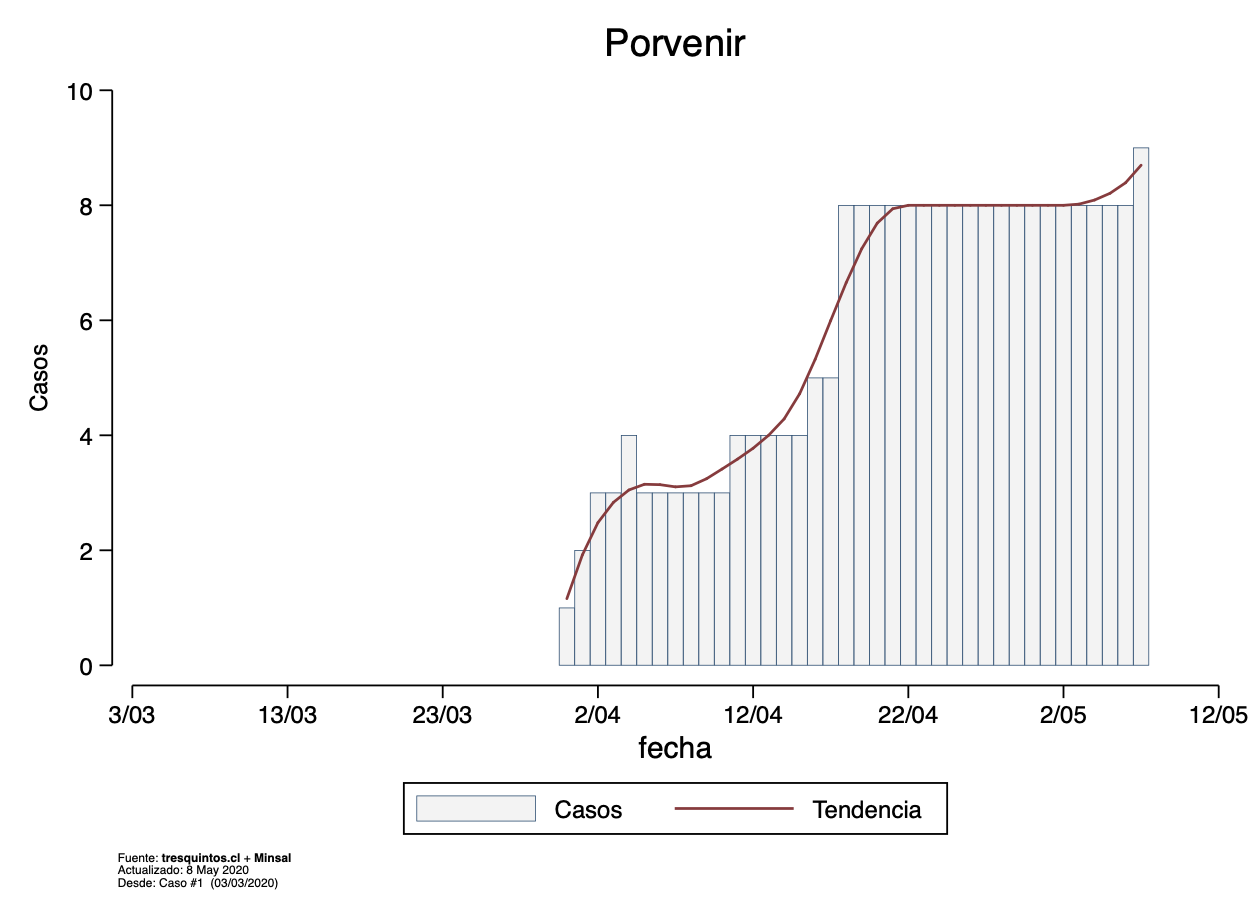 Porvenir
10
8
6
4
2
0
Casos
3/03 13/03 23/03 2/04 12/04 22/04 2/05 12/05
fecha
Casos Tendencia
Fuente: tresquintos.cl + Minsal
Actualizado: 8 May 2020
Desde: Caso #1 (03/03/2020)